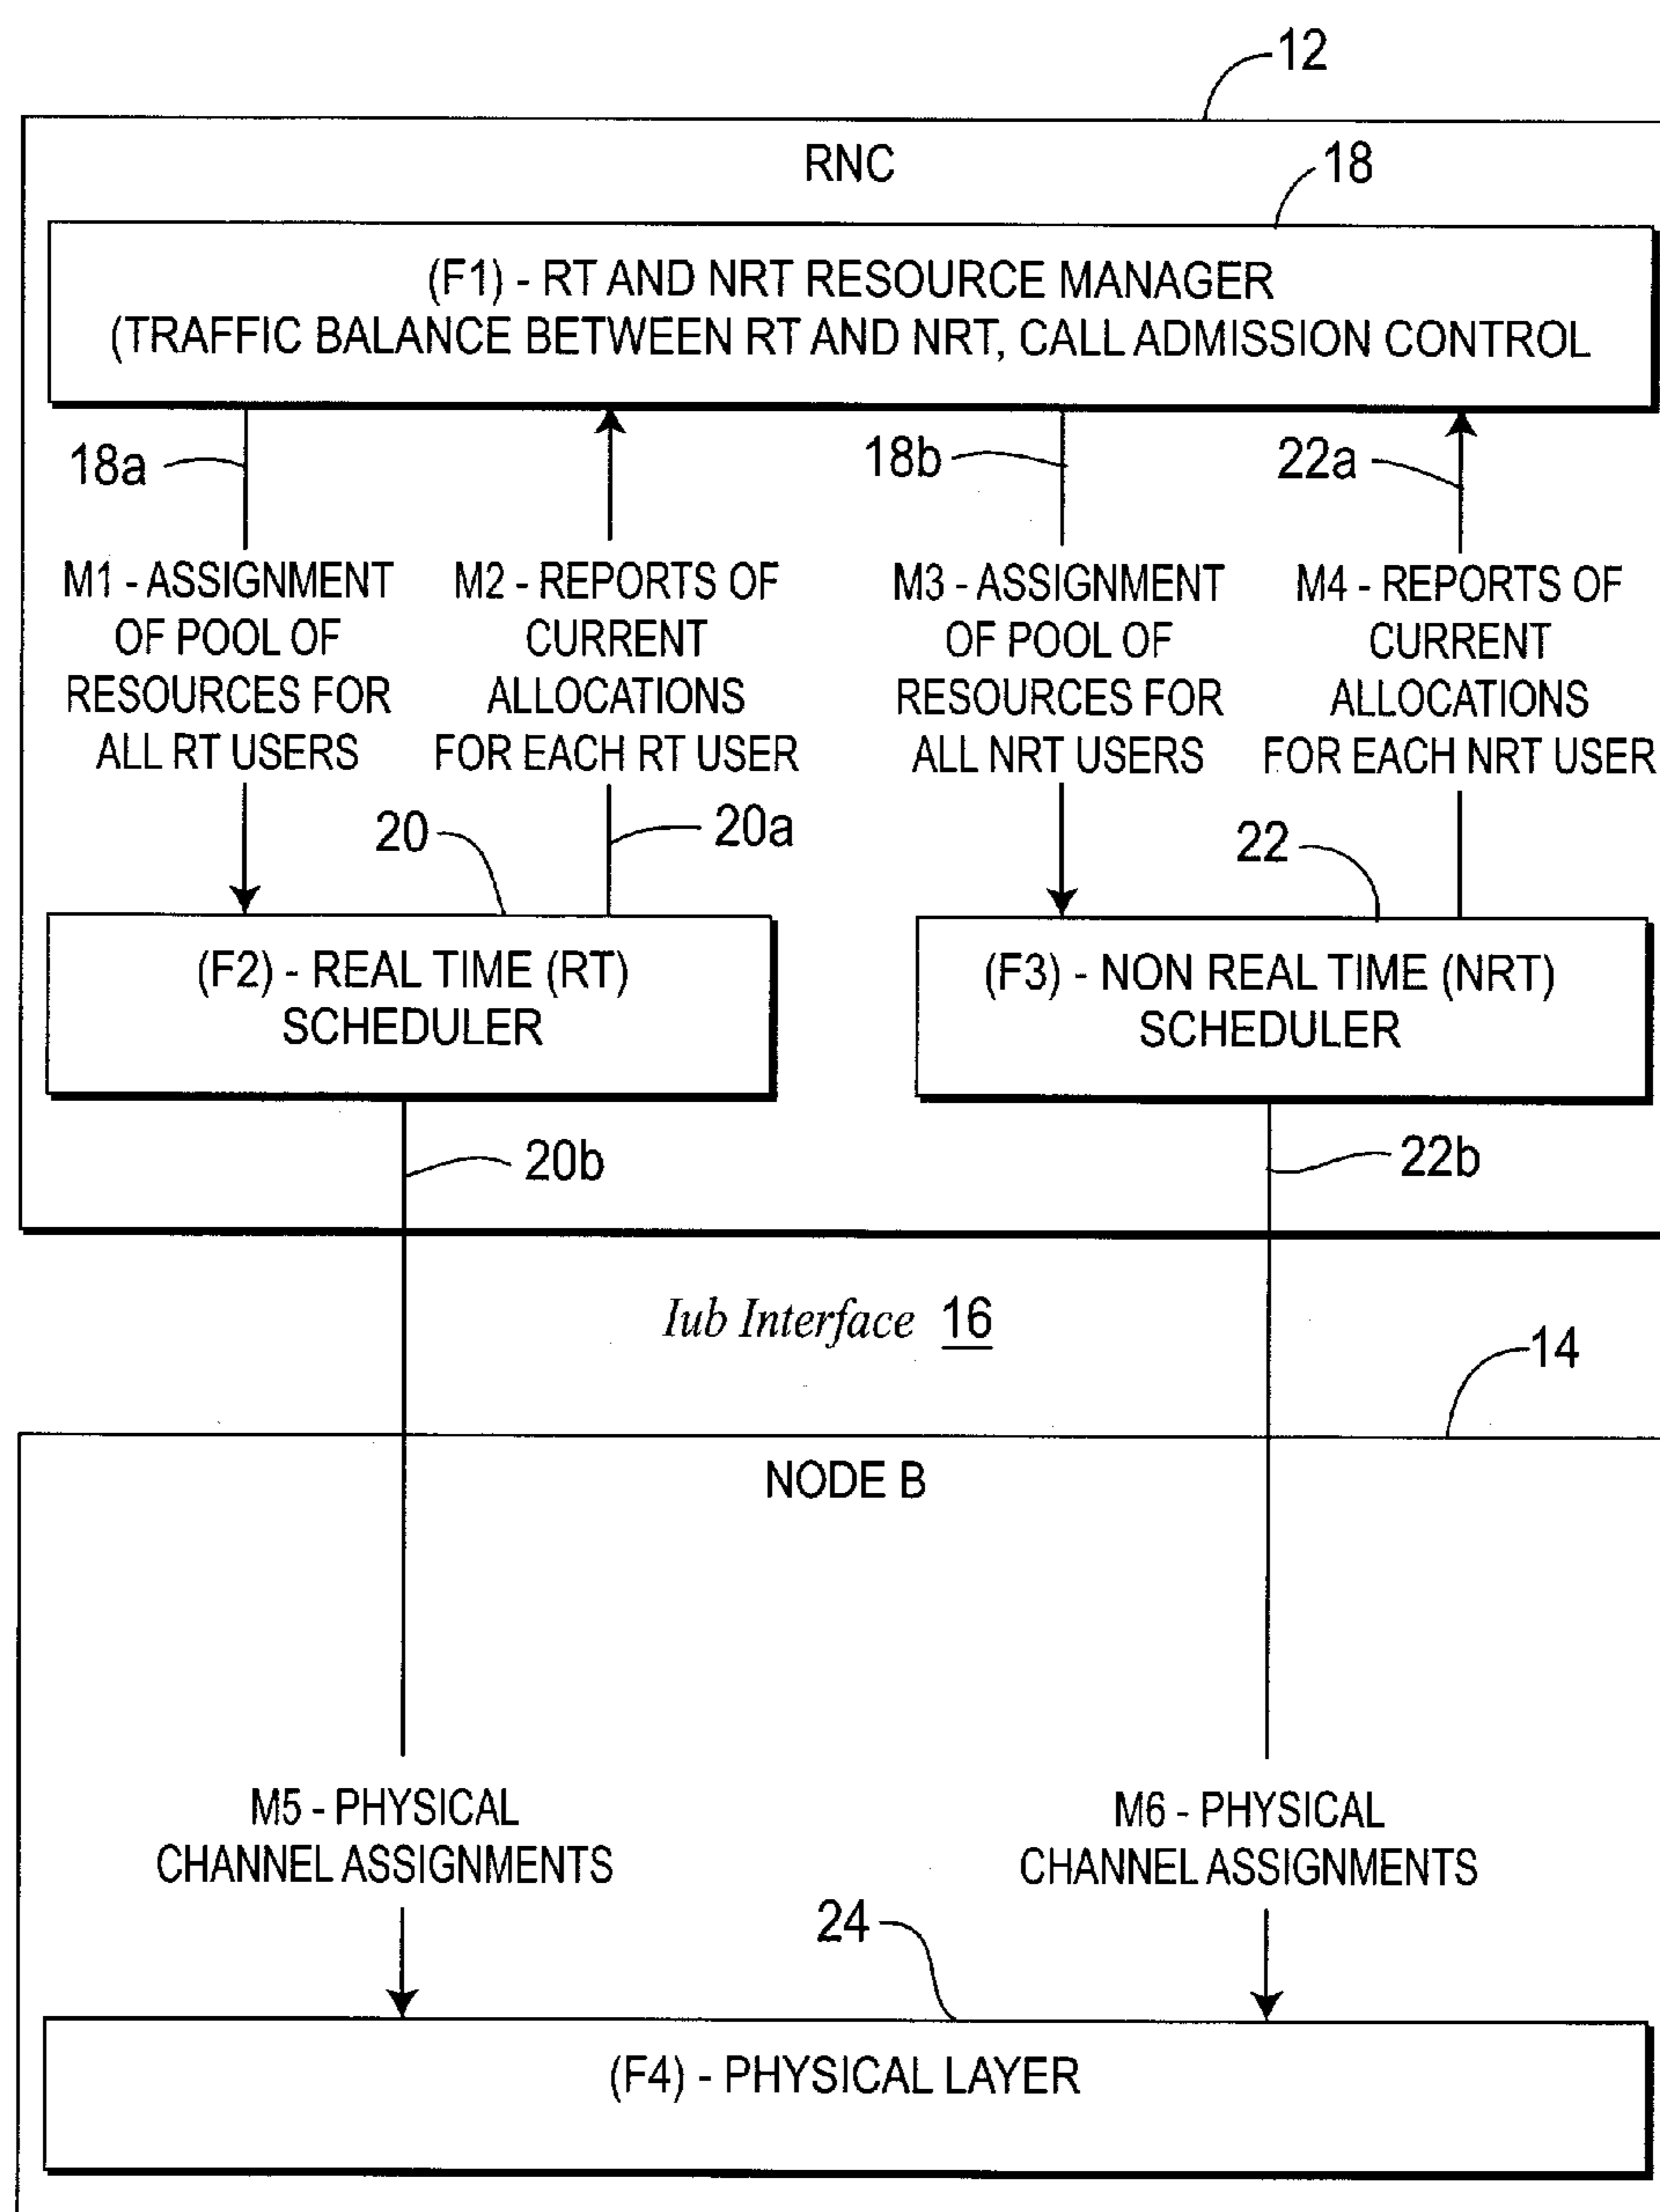 12
RNC
18
(F1) - RT AND NRT RESOURCE MANAGER
(TRAFFIC BALANCE BETWEEN RT AND NRT, CALL ADMISSION CONTROL
18a
18b
22a
M1 - ASSIGNMENT
OF POOL OF
RESOURCES FOR
ALL RT USERS
M2 - REPORTS OF
CURRENT
ALLOCATIONS
FOR EACH RT USER
M3 - ASSIGNMENT
OF POOL OF
RESOURCES FOR
ALL NRT USERS
M4 - REPORTS OF
CURRENT
ALLOCATIONS
FOR EACH NRT USER
20
20a
22
(F2) - REAL TIME (RT)
SCHEDULER
(F3) - NON REAL TIME (NRT)
SCHEDULER
20b
22b
Iub Interface 16
14
NODE B
M5 - PHYSICAL
CHANNEL ASSIGNMENTS
M6 - PHYSICAL
CHANNEL ASSIGNMENTS
24
(F4) - PHYSICAL LAYER